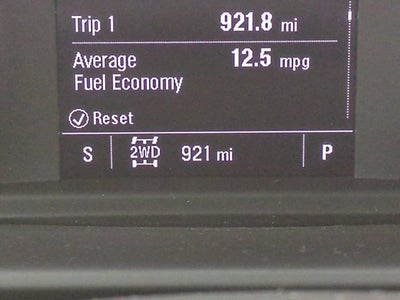 Trip 1 921.8 mi
Average 12.5 mpg
Fuel Economy
Reset
S 2WD 921 mi P